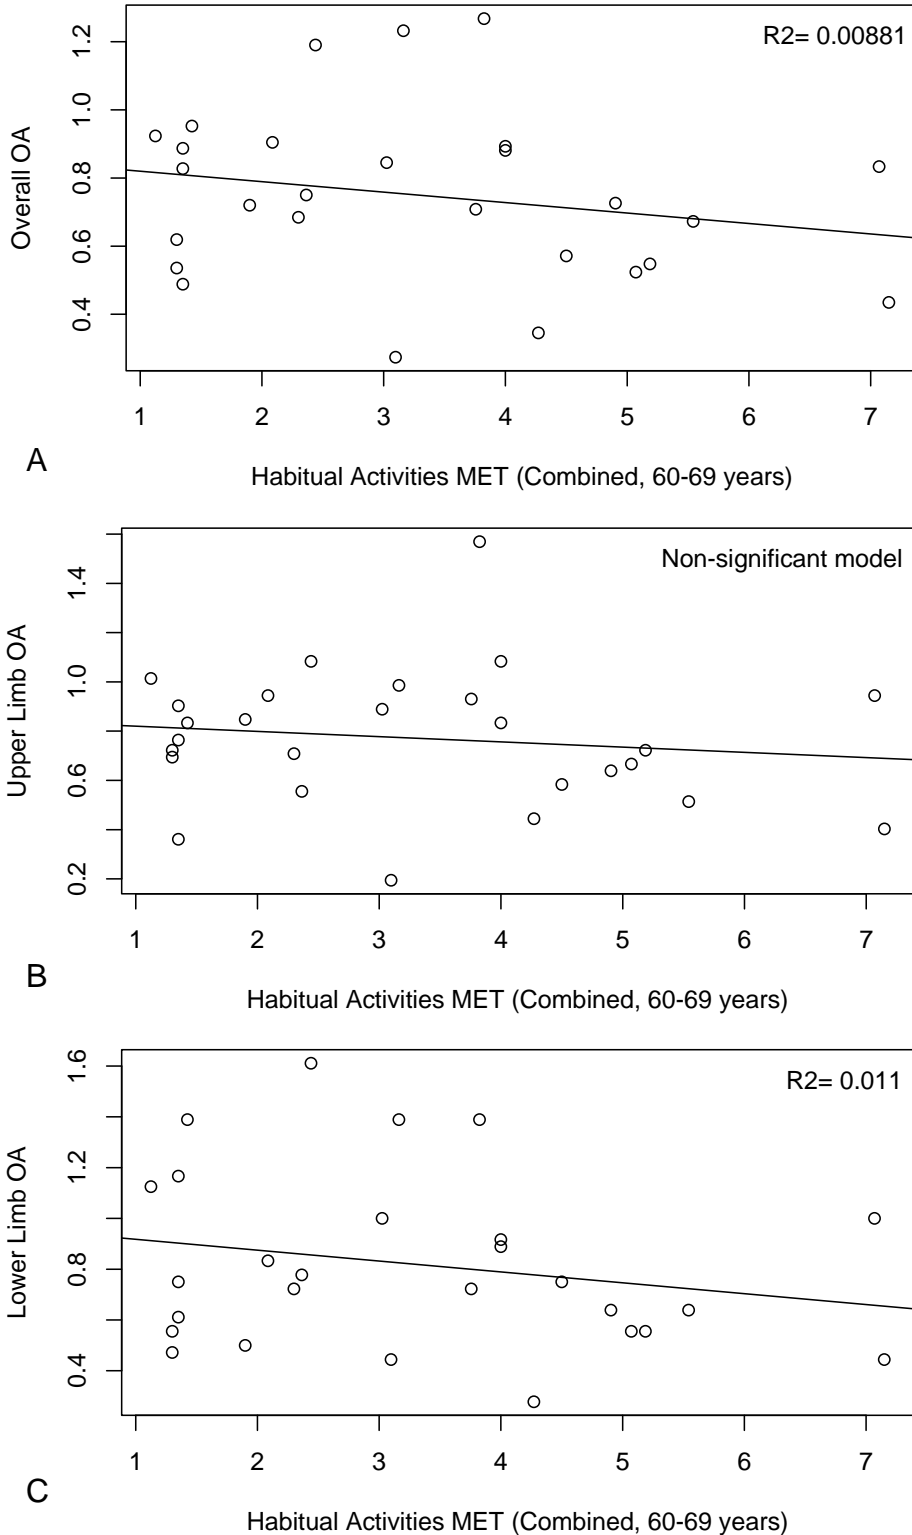 R2= 0.00881
Overall OA
1.2
1.0
0.8
0.6
0.4
1 2 3 4 5 6 7
A
Habitual Activities MET (Combined, 60-69 years)
Non-significant model
Upper Limb OA
1.4
1.0
0.6
0.2
1 2 3 4 5 6 7
B
Habitual Activities MET (Combined, 60-69 years)
R2= 0.011
Lower Limb OA
1.6
1.2
0.8
0.4
1 2 3 4 5 6 7
C
Habitual Activities MET (Combined, 60-69 years)